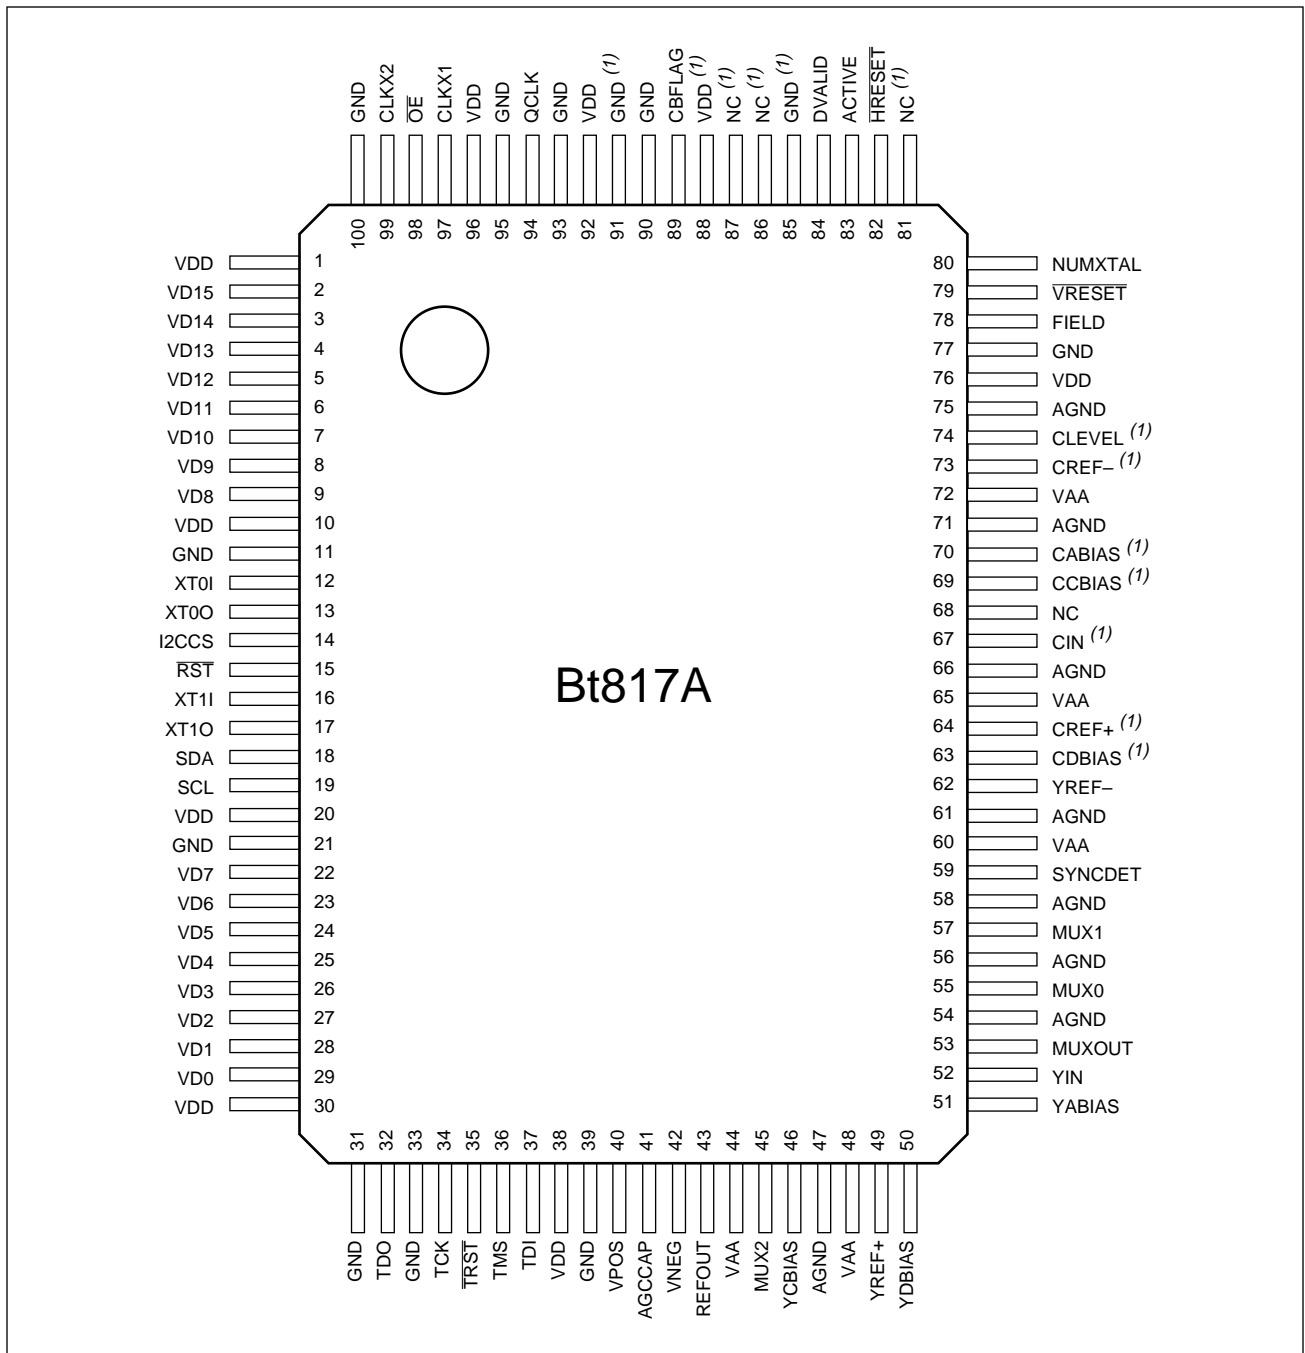 GND CLKX2 OE CLKX1 VDD GND QCLK GND VDD GND (1) GND CBFLAG VDD (1) NC (1) NC (1) GND (1) DVALID ACTIVE HRESET NC (1)
100 99 98 97 96 95 94 93 92 91 90 89 88 87 86 85 84 83 82 81
VDD 1 80 NUMXTAL
VD15 2 79 VRESET
VD14 3 78 FIELD
VD13 4 77 GND
VD12 5 76 VDD
VD11 6 75 AGND
VD10 7 74 CLEVEL (1)
VD9 8 73 CREF– (1)
VD8 9 72 VAA
VDD 10 71 AGND
GND 11 70 CABIAS (1)
XT0I 12 69 CCBIAS (1)
XT0O 13 68 NC
I2CCS 14 67 CIN (1)
RST 15 66 AGND
XT1I 16 65 VAA
XT1O 17 64 CREF+ (1)
SDA 18 63 CDBIAS (1)
SCL 19 62 YREF–
VDD 20 61 AGND
GND 21 60 VAA
VD7 22 59 SYNCDET
VD6 23 58 AGND
VD5 24 57 MUX1
VD4 25 56 AGND
VD3 26 55 MUX0
VD2 27 54 AGND
VD1 28 53 MUXOUT
VD0 29 52 YIN
VDD 30 51 YABIAS
Bt817A
31 32 33 34 35 36 37 38 39 40 41 42 43 44 45 46 47 48 49 50
GND TDO GND TCK TRST TMS TDI VDD GND VPOS AGCCAP VNEG REFOUT VAA MUX2 YCBIAS AGND VAA YREF+ YDBIAS